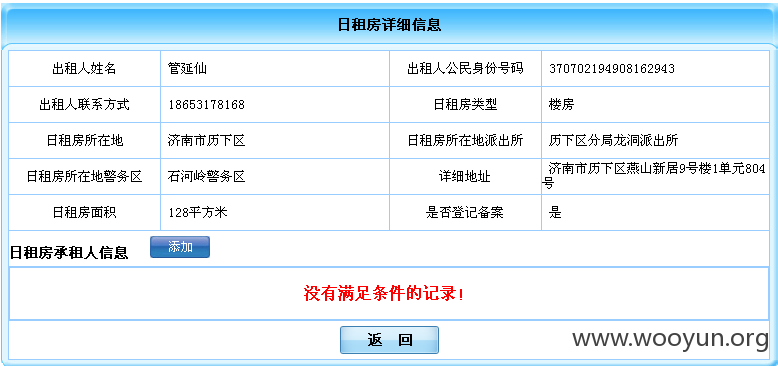 日租房详细信息
出租人姓名 管延仙 出租人公民身份号码 370702194908162943
出租人联系方式 18653178168 日租房类型 楼房
日租房所在地 济南市历下区 日租房所在地派出所 历下区分局龙洞派出所
日租房所在地警务区 石河岭警务区 详细地址 济南市历下区燕山新居9号楼1单元804
号
日租房面积 128平方米 是否登记备案 是
日租房承租人信息 添加
没有满足条件的记录!
返 回
www.wooyun.org